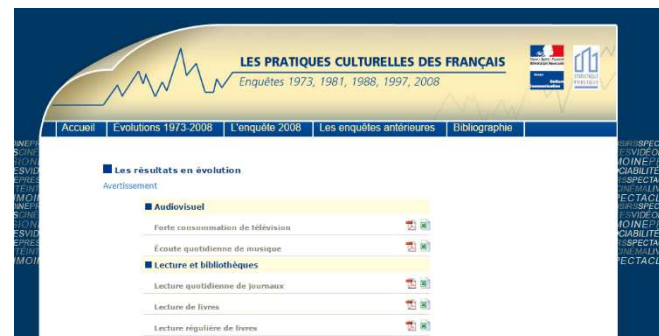 LES PRATIQUES CULTURELLES DES FRANÇAIS
Enquêtes 1973, 1981, 1988, 1997, 2008
Accueil
Evolutions 1973-2008
L'enquête 2008
Les enquêtes antérieures
Bibliographie
Les résultats en évolution
Avertissement
Audiovisuel
Forte consommation de télévision
Écoute quotidienne de musique
Lecture et bibliothèques
Lecture quotidienne de journaux
Lecture de livres
Lecture régulière de livres